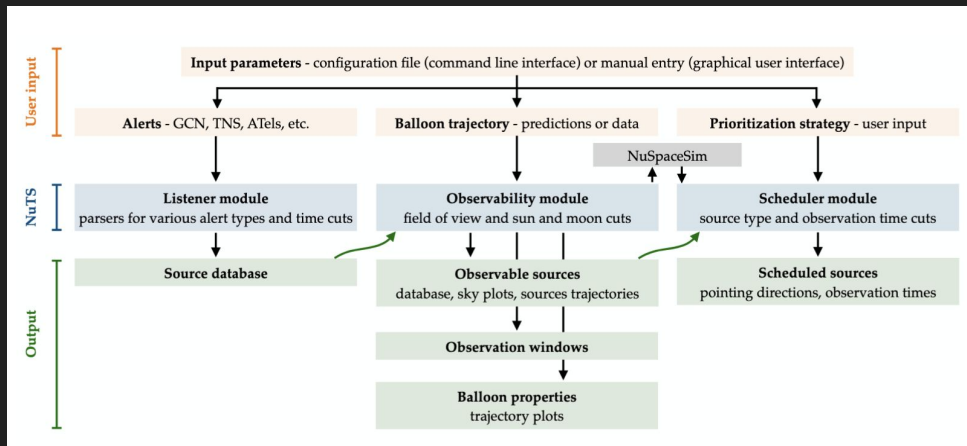 User input
Input parameters - configuration file (command line interface) or manual entry (graphical user interface)
Alerts - GCN, TNS, ATels, etc.
Balloon trajectory - predictions or data
Prioritization strategy - user input
NuSpaceSim
NuTS
Listener module
parsers for various alert types and time cuts
Observability module
field of view and sun and moon cuts
Scheduler module
source type and observation time cuts
Output
Source database
Observable sources
database, sky plots, sources trajectories
Scheduled sources
pointing directions, observation times
Observation windows
Balloon properties
trajectory plots